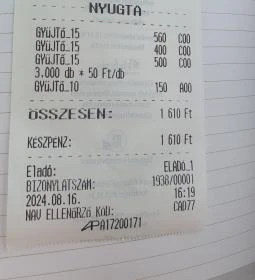 NYUGTA
GYŰJTŐ_15 560 C00
GYŰJTŐ_15 400 C00
GYŰJTŐ_15 500 C00
3.000 db * 50 Ft/db
GYŰJTŐ_10 150 A00
ÖSSZESEN: 1 610 Ft
KÉSZPÉNZ: 1 610 Ft
Eladó: ELADÓ_1
BIZONYLATSZÁM: 1938/00001
2024.08.16. 16:19
NAV ELLENŐRZŐ KÓD: CAD77
AP A17200171